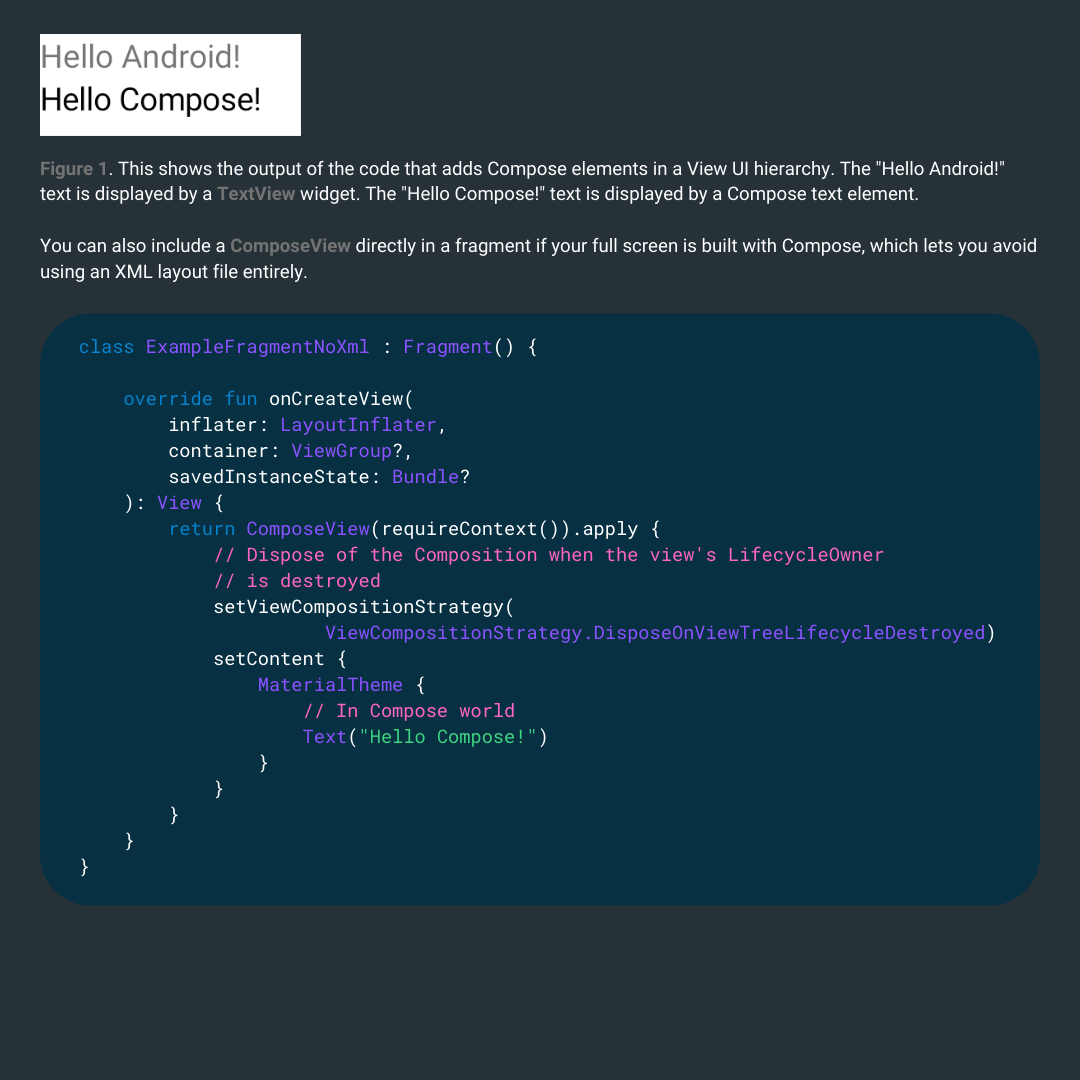 Hello Android!
Hello Compose!
Figure 1. This shows the output of the code that adds Compose elements in a View UI hierarchy. The "Hello Android!"
text is displayed by a TextView widget. The "Hello Compose!" text is displayed by a Compose text element.
You can also include a ComposeView directly in a fragment if your full screen is built with Compose, which lets you avoid
using an XML layout file entirely.
class ExampleFragmentNoXml : Fragment() {
    override fun onCreateView(
        inflater: LayoutInflater,
        container: ViewGroup?,
        savedInstanceState: Bundle?
    ): View {
        return ComposeView(requireContext()).apply {
            // Dispose of the Composition when the view's LifecycleOwner
            // is destroyed
            setViewCompositionStrategy(
                      ViewCompositionStrategy.DisposeOnViewTreeLifecycleDestroyed)
            setContent {
                MaterialTheme {
                    // In Compose world
                    Text("Hello Compose!")
                }
            }
        }
    }
}